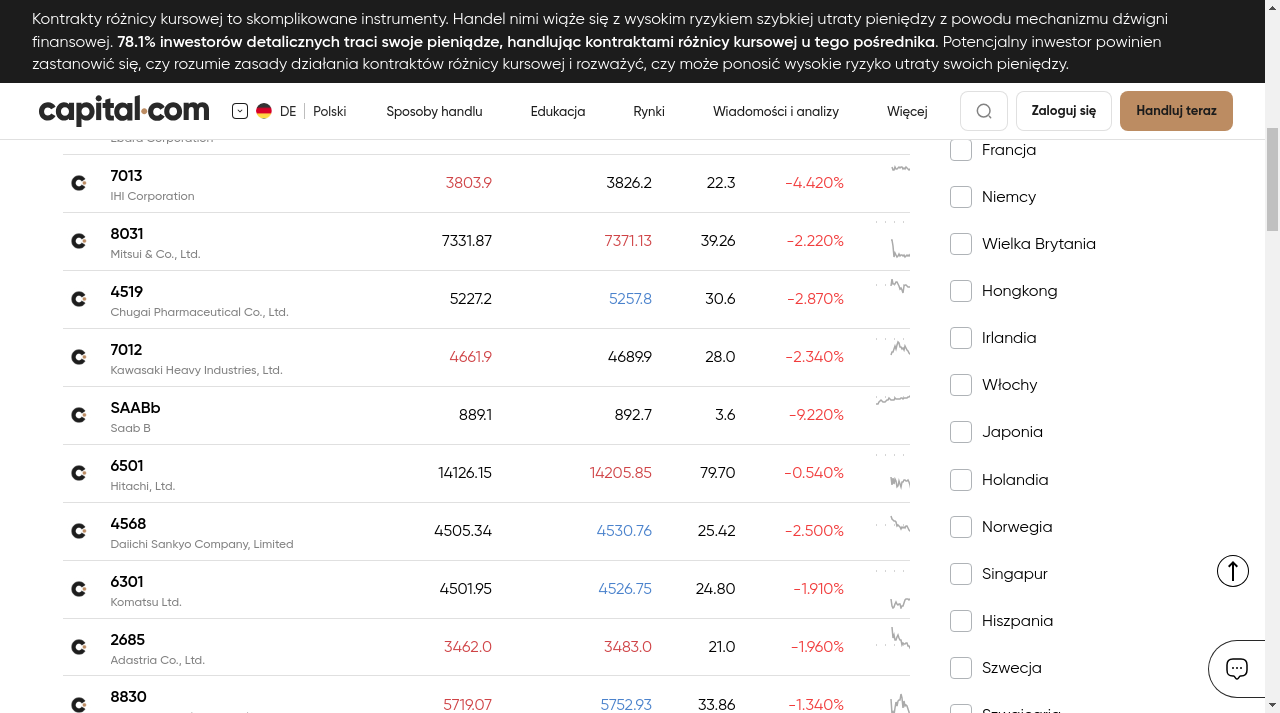 Kontrakty różnicy kursowej to skomplikowane instrumenty. Handel nimi wiąże się z wysokim ryzykiem szybkiej utraty pieniędzy z powodu mechanizmu dźwigni
finansowej. 78.1% inwestorów detalicznych traci swoje pieniądze, handlując kontraktami różnicy kursowej u tego pośrednika. Potencjalny inwestor powinien
zastanowić się, czy rozumie zasady działania kontraktów różnicy kursowej i rozważyć, czy może ponosić wysokie ryzyko utraty swoich pieniędzy.
capital.com DE Polski Sposoby handlu Edukacja Rynki Wiadomości i analizy Więcej Zaloguj się Handluj teraz
Ebara Corporation
7013 3803.9 3826.2 22.3 -4.420%
IHI Corporation
8031 7331.87 7371.13 39.26 -2.220%
Mitsui & Co., Ltd.
4519 5227.2 5257.8 30.6 -2.870%
Chugai Pharmaceutical Co., Ltd.
7012 4661.9 4689.9 28.0 -2.340%
Kawasaki Heavy Industries, Ltd.
SAABb 889.1 892.7 3.6 -9.220%
Saab B
6501 14126.15 14205.85 79.70 -0.540%
Hitachi, Ltd.
4568 4505.34 4530.76 25.42 -2.500%
Daiichi Sankyo Company, Limited
6301 4501.95 4526.75 24.80 -1.910%
Komatsu Ltd.
2685 3462.0 3483.0 21.0 -1.960%
Adastria Co., Ltd.
8830 5719.07 5752.93 33.86 -1.340%
Francja
Niemcy
Wielka Brytania
Hongkong
Irlandia
Włochy
Japonia
Holandia
Norwegia
Singapur
Hiszpania
Szwecja
Szwajcaria